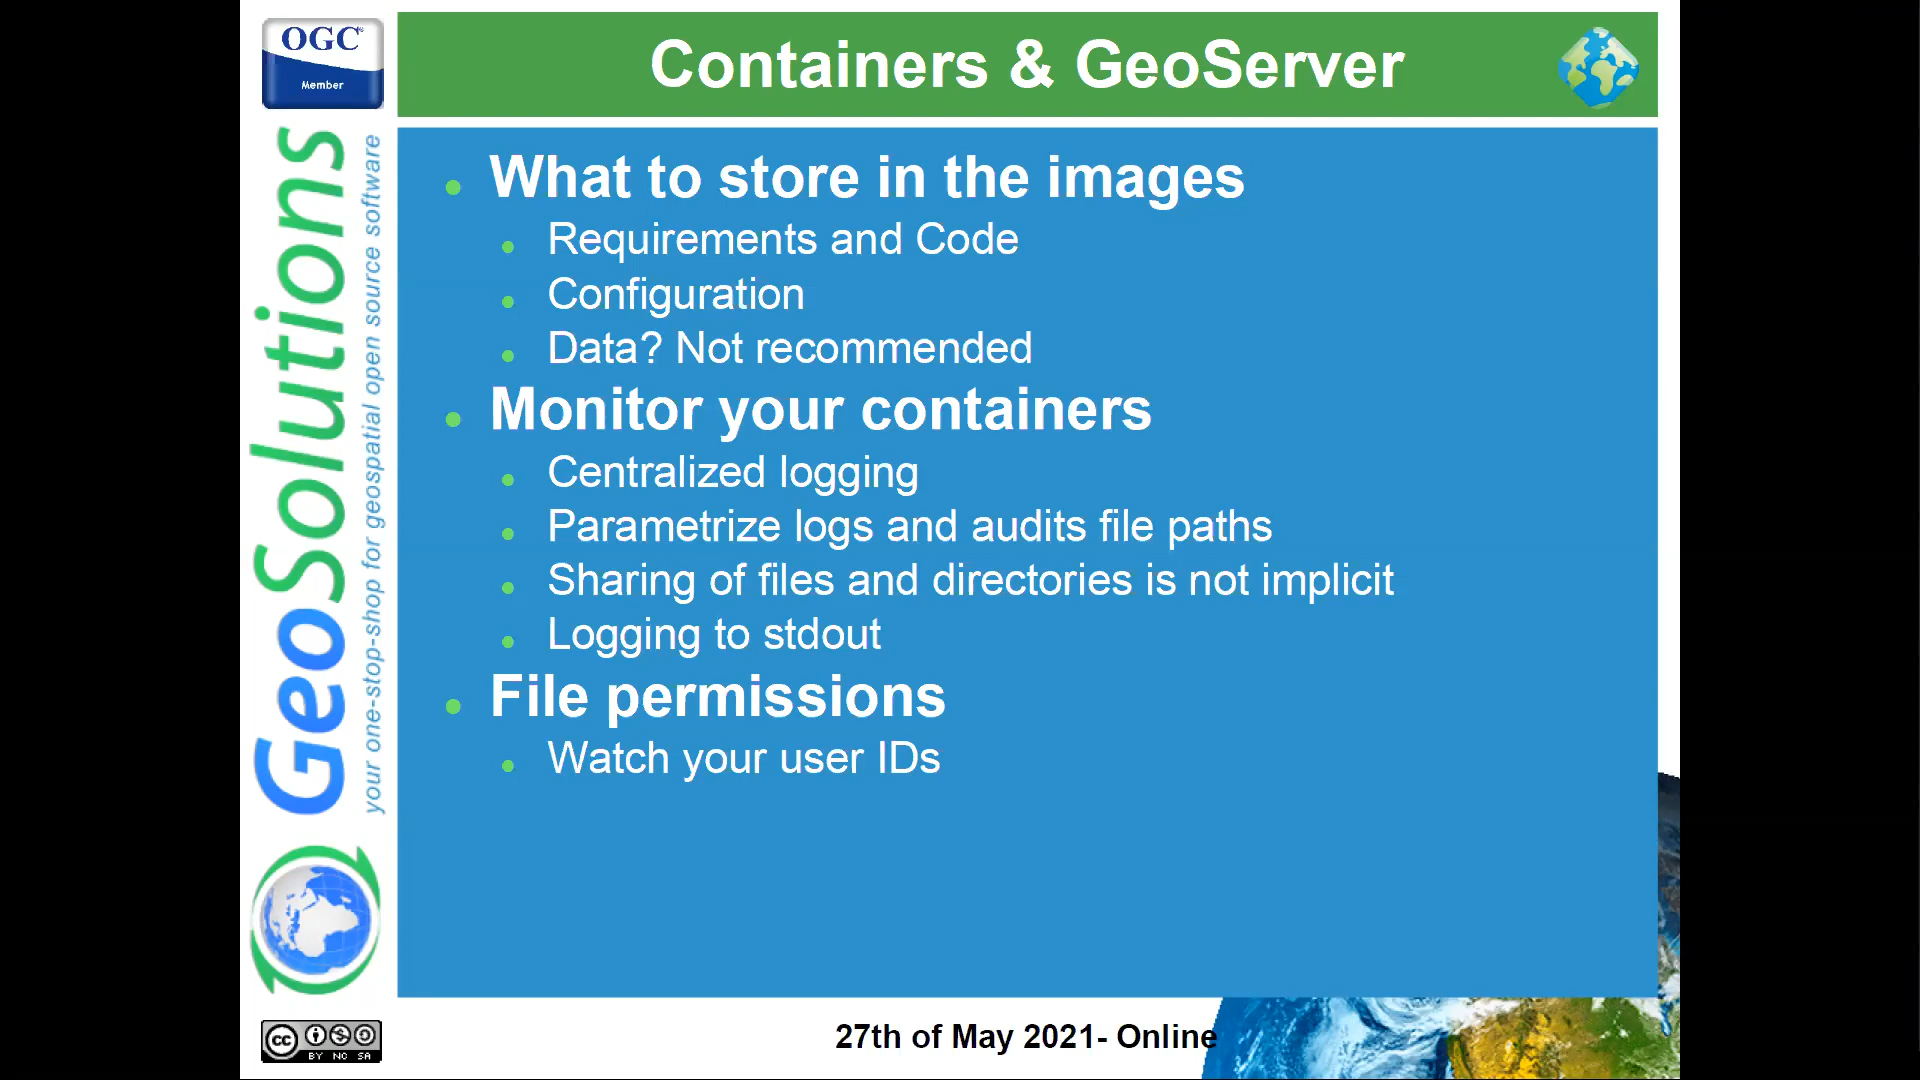 OGC®
Member
Containers & GeoServer
GeoSolutions
your one-stop-shop for geospatial open source software
What to store in the images
Requirements and Code
Configuration
Data? Not recommended
Monitor your containers
Centralized logging
Parametrize logs and audits file paths
Sharing of files and directories is not implicit
Logging to stdout
File permissions
Watch your user IDs
cc
BY NC SA
27th of May 2021- Online